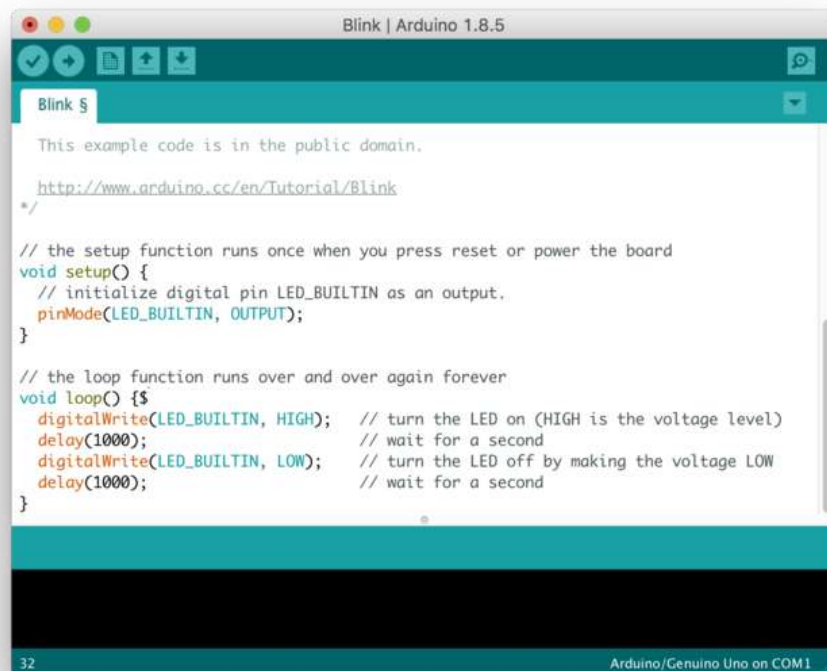 Blink | Arduino 1.8.5
Blink §
This example code is in the public domain.
http://www.arduino.cc/en/Tutorial/Blink
*/
// the setup function runs once when you press reset or power the board
void setup() {
  // initialize digital pin LED_BUILTIN as an output.
  pinMode(LED_BUILTIN, OUTPUT);
}
// the loop function runs over and over again forever
void loop() {$
  digitalWrite(LED_BUILTIN, HIGH);   // turn the LED on (HIGH is the voltage level)
  delay(1000);                       // wait for a second
  digitalWrite(LED_BUILTIN, LOW);    // turn the LED off by making the voltage LOW
  delay(1000);                       // wait for a second
}
32 Arduino/Genuino Uno on COM1